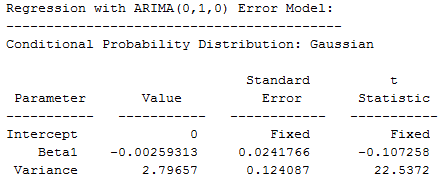 Regression with ARIMA(0,1,0) Error Model:
------------------------------------------
Conditional Probability Distribution: Gaussian
Standard t
Parameter Value Error Statistic
----------- ----------- ------------ -----------
Intercept 0 Fixed Fixed
Beta1 -0.00259313 0.0241766 -0.107258
Variance 2.79657 0.124087 22.5372